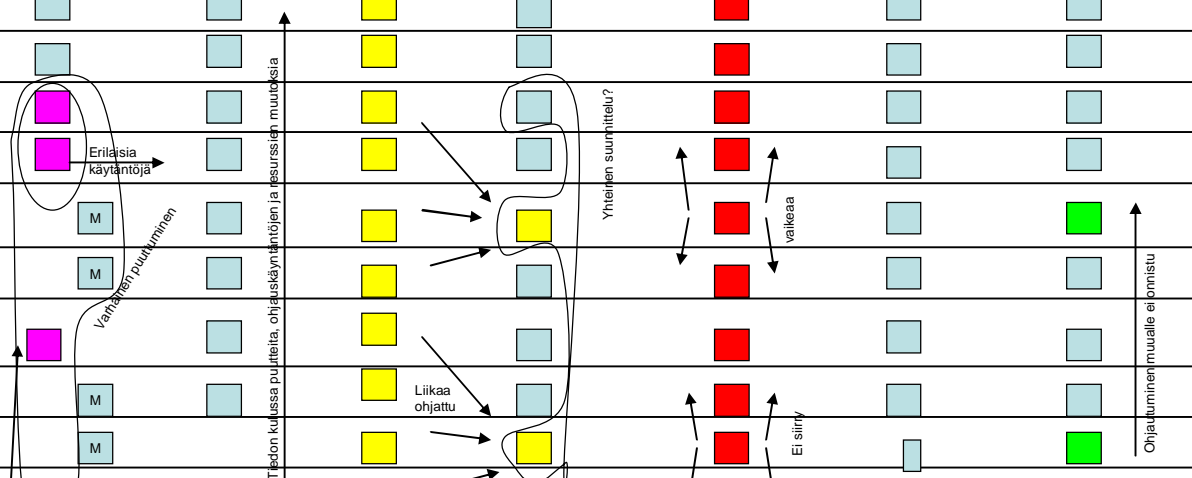 Erilaisia
käytäntöjä
M
M
Varhainen puuttuminen
M
M
Tiedon kulussa puutteita, ohjauskäytäntöjen ja resurssien muutoksia
Liikaa
ohjattu
Yhteinen suunnittelu?
vaikeaa
Ei siirry
Ohjautuminen muualle ei onnistu